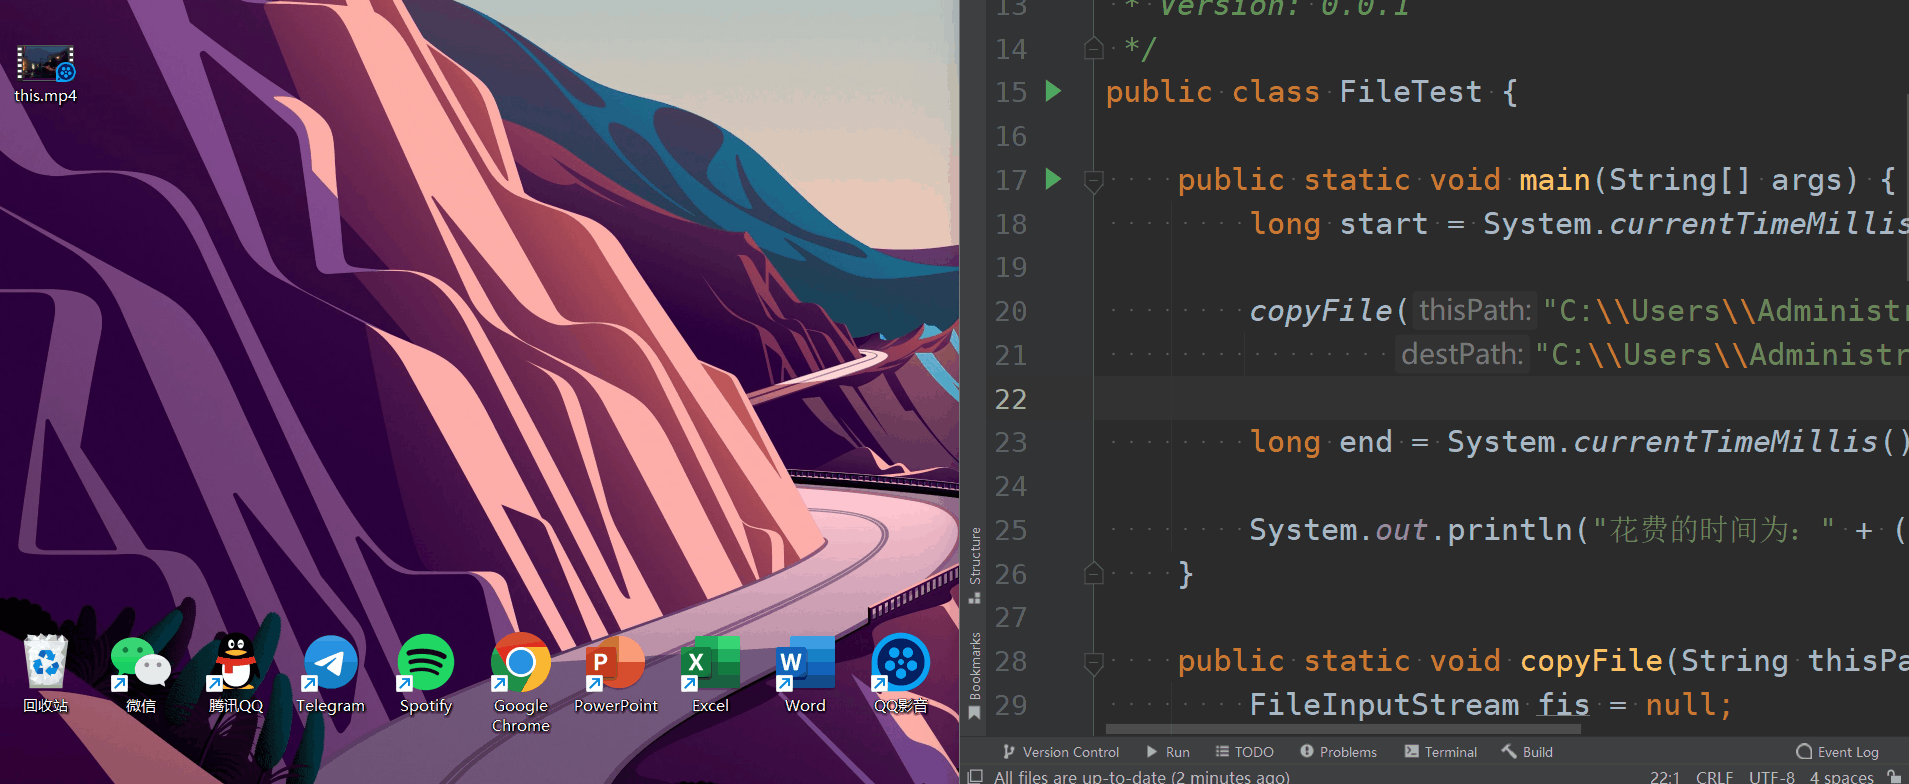 this.mp4
回收站
微信
腾讯QQ
Telegram
Spotify
Google
Chrome
PowerPoint
Excel
Word
QQ影音
13 * Version: 0.0.1
14 */
15 public class FileTest {
16
17 public static void main(String[] args) {
18 long start = System.currentTimeMillis
19
20 copyFile( thisPath: "C:\\Users\\Administr
21 destPath: "C:\\Users\\Administr
22
23 long end = System.currentTimeMillis()
24
25 System.out.println("花费的时间为：" + (
26 }
27
28 public static void copyFile(String thisPa
29 FileInputStream fis = null;
Structure
Bookmarks
Version Control Run TODO Problems Terminal Build Event Log
All files are up-to-date (2 minutes ago) 22:1 CRLF UTF-8 4 spaces